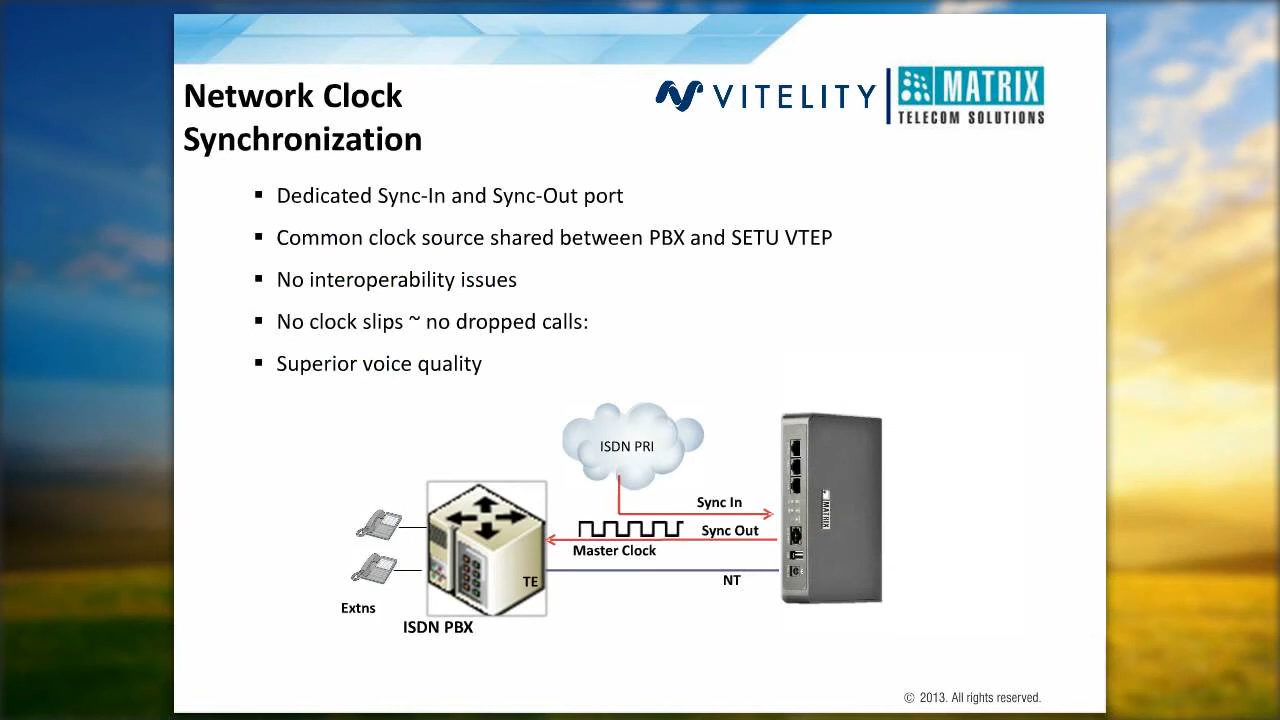 Network Clock
Synchronization
VITELITY
MATRIX
TELECOM SOLUTIONS
▪ Dedicated Sync-In and Sync-Out port
▪ Common clock source shared between PBX and SETU VTEP
▪ No interoperability issues
▪ No clock slips ~ no dropped calls:
▪ Superior voice quality
ISDN PRI
Sync In
Sync Out
Master Clock
MATRIX
TE
NT
Extns
ISDN PBX
© 2013. All rights reserved.